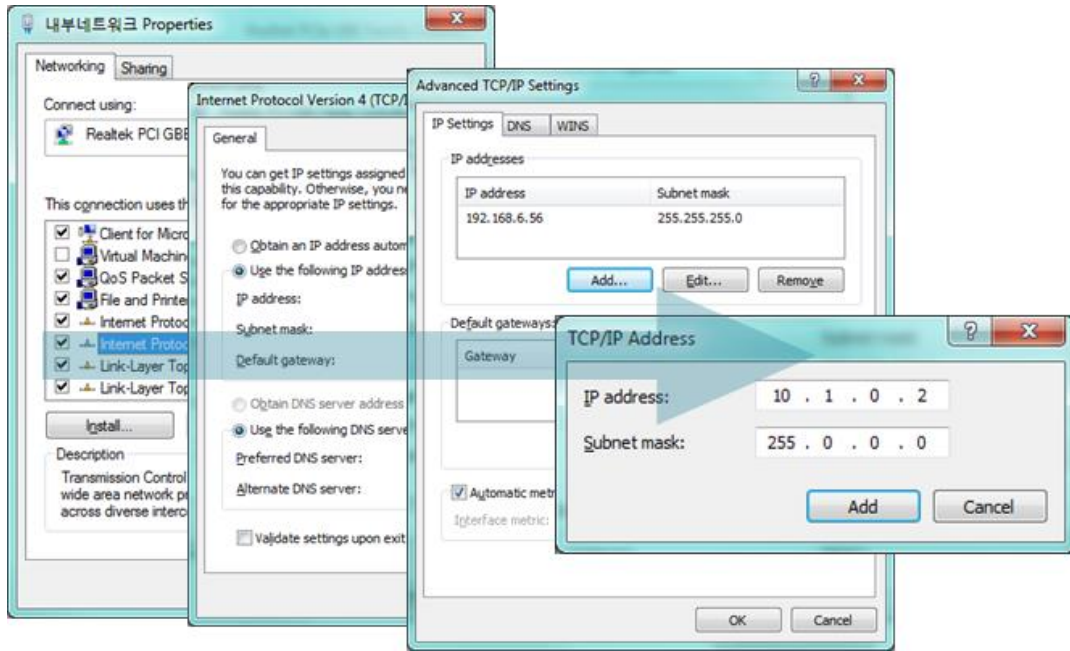 내부네트워크 Properties
Networking
Sharing
Connect using:
Realtek PCI GBE
This connection uses th
Client for Micro
Virtual Machin
QoS Packet S
File and Printe
Internet Protoc
Internet Protoc
Link-Layer Top
Link-Layer Top
Install...
Description
Transmission Control
wide area network pr
across diverse interc
Internet Protocol Version 4 (TCP/I
General
You can get IP settings assigned
this capability. Otherwise, you ne
for the appropriate IP settings.
Obtain an IP address autom
Use the following IP address
IP address:
Subnet mask:
Default gateway:
Obtain DNS server address
Use the following DNS serve
Preferred DNS server:
Alternate DNS server:
Validate settings upon exit
Advanced TCP/IP Settings
IP Settings
DNS
WINS
IP addresses
IP address Subnet mask
192.168.6.56 255.255.255.0
Add... Edit... Remove
Default gateways:
Gateway
Automatic metr
Interface metric:
OK Cancel
TCP/IP Address
IP address: 10 . 1 . 0 . 2
Subnet mask: 255 . 0 . 0 . 0
Add Cancel